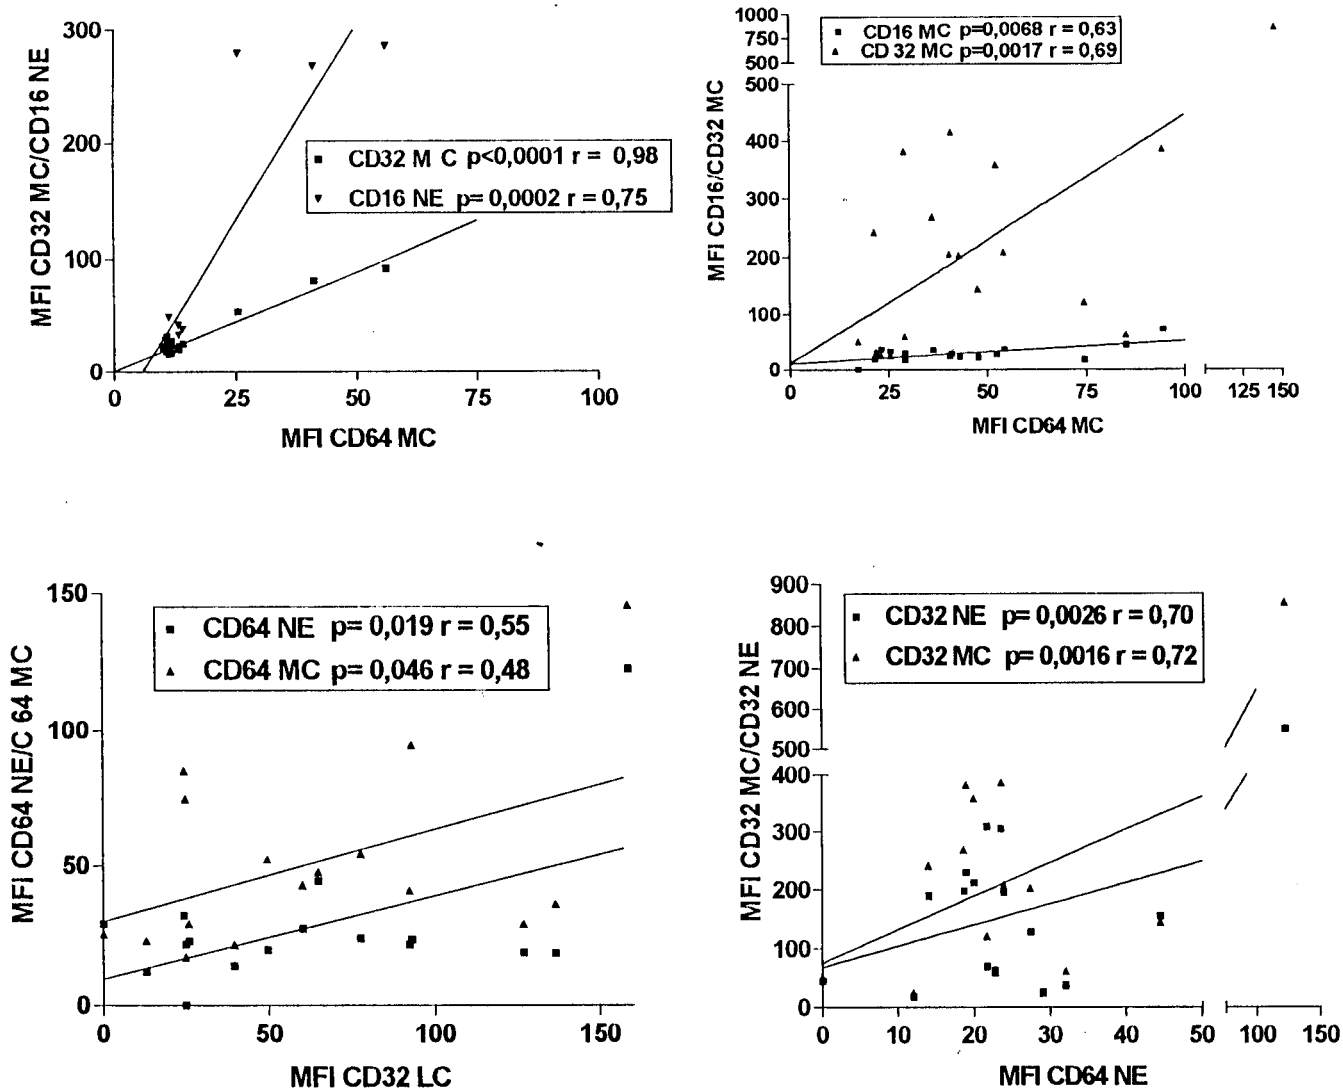 MFI CD32 MC/CD16 NE
300
200
100
0
CD32 M C p<0,0001 r = 0,98
CD16 NE p= 0,0002 r = 0,75
0 25 50 75 100
MFI CD64 MC
MFI CD16/CD32 MC
1000
750
500
500
400
300
200
100
0
CD16 MC p=0,0068 r = 0,63
CD 32 MC p=0,0017 r = 0,69
0 25 50 75 100 125 150
MFI CD64 MC
MFI CD64 NE/C 64 MC
150
100
50
0
CD64 NE p= 0,019 r = 0,55
CD64 MC p= 0,046 r = 0,48
0 50 100 150
MFI CD32 LC
MFI CD32 MC/CD32 NE
900
800
700
600
500
400
300
200
100
0
CD32 NE p= 0,0026 r = 0,70
CD32 MC p= 0,0016 r = 0,72
0 10 20 30 40 50 100 150
MFI CD64 NE